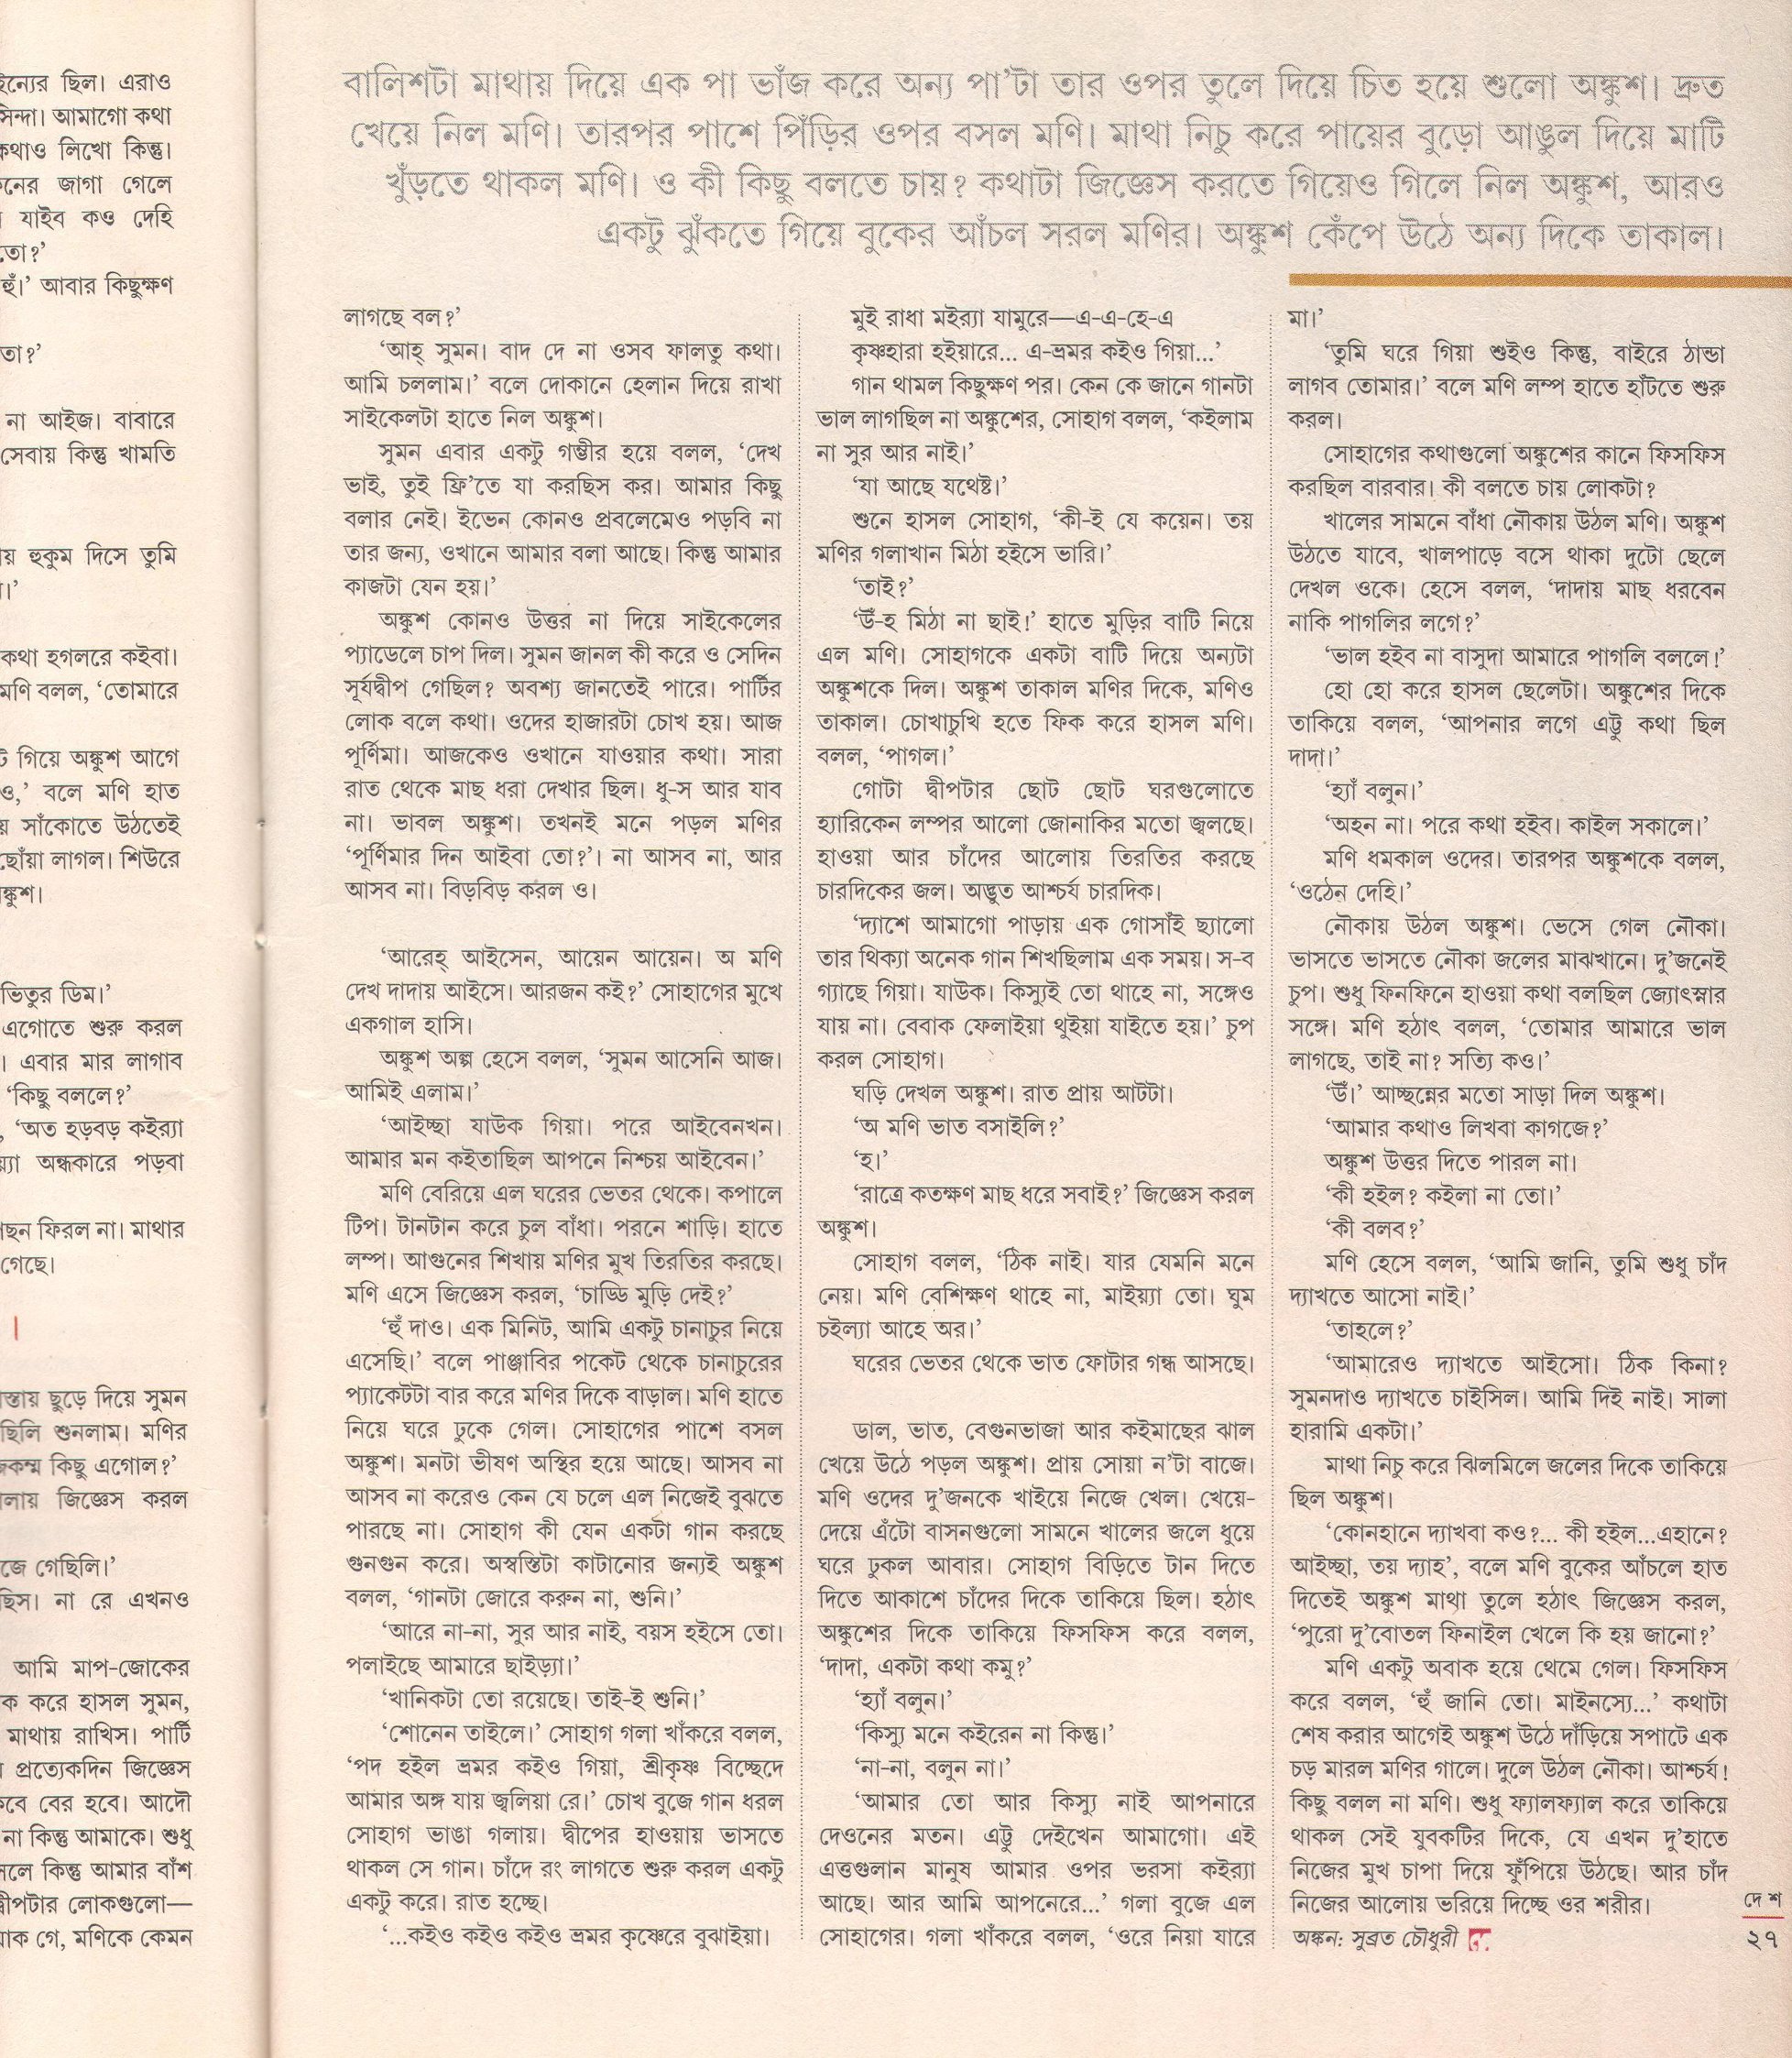 ইন্যের ছিল। এরাও
সিন্দা। আমাগো কথা
কথাও লিখো কিন্তু।
জাগা গেলে
যাইব কও দেহি
তো?’
হুঁ।’ আবার কিছুক্ষণ
তা?’
না আইজ। বাবারে
সেবায় কিন্তু খামতি
হুকুম দিসে তুমি
কথা হগলরে কইবা।
মণি বলল, ‘তোমারে
গিয়ে অঙ্কুশ আগে
ও,’ বলে মণি হাত
সাঁকোতে উঠতেই
ছোঁয়া লাগল। শিউরে
ঙ্কুশ।
ভিতুর ডিম।’
এগোতে শুরু করল
। এবার মার লাগাব
‘কিছু বললে?’
, ‘অত হড়বড় কইর‍্যা
অন্ধকারে পড়বা
ছন ফিরল না। মাথার
গেছে।
স্তায় ছুড়ে দিয়ে সুমন
ছিলি শুনলাম। মণির
কিছু এগোল?’
জিজ্ঞেস করল
জে গেছিলি।’
ছিস। না রে এখনও
আমি মাপ-জোকের
ক করে হাসল সুমন,
মাথায় রাখিস। পার্টি
প্রত্যেকদিন জিজ্ঞেস
বে বের হবে। আদৌ
না কিন্তু আমাকে। শুধু
কিন্তু আমার বাঁশ
দ্বীপটার লোকগুলো—
যাক গে, মণিকে কেমন
বালিশটা মাথায় দিয়ে এক পা ভাঁজ করে অন্য পা’টা তার ওপর তুলে দিয়ে চিত হয়ে শুলো অঙ্কুশ। দ্রুত
খেয়ে নিল মণি। তারপর পাশে পিঁড়ির ওপর বসল মণি। মাথা নিচু করে পায়ের বুড়ো আঙুল দিয়ে মাটি
খুঁড়তে থাকল মণি। ও কী কিছু বলতে চায়? কথাটা জিজ্ঞেস করতে গিয়েও গিলে নিল অঙ্কুশ, আরও
একটু ঝুঁকতে গিয়ে বুকের আঁচল সরল মণির। অঙ্কুশ কেঁপে উঠে অন্য দিকে তাকাল।
লাগছে বল?’
‘আহ্ সুমন। বাদ দে না ওসব ফালতু কথা।
আমি চললাম।’ বলে দোকানে হেলান দিয়ে রাখা
সাইকেলটা হাতে নিল অঙ্কুশ।
সুমন এবার একটু গম্ভীর হয়ে বলল, ‘দেখ
ভাই, তুই ফ্রি’তে যা করছিস কর। আমার কিছু
বলার নেই। ইভেন কোনও প্রবলেমেও পড়বি না
তার জন্য, ওখানে আমার বলা আছে। কিন্তু আমার
কাজটা যেন হয়।’
অঙ্কুশ কোনও উত্তর না দিয়ে সাইকেলের
প্যাডেলে চাপ দিল। সুমন জানল কী করে ও সেদিন
সূর্যদ্বীপ গেছিল? অবশ্য জানতেই পারে। পার্টির
লোক বলে কথা। ওদের হাজারটা চোখ হয়। আজ
পূর্ণিমা। আজকেও ওখানে যাওয়ার কথা। সারা
রাত থেকে মাছ ধরা দেখার ছিল। ধু-স আর যাব
না। ভাবল অঙ্কুশ। তখনই মনে পড়ল মণির
‘পূর্ণিমার দিন আইবা তো?’। না আসব না, আর
আসব না। বিড়বিড় করল ও।
‘আরেহ্ আইসেন, আয়েন আয়েন। অ মণি
দেখ দাদায় আইসে। আরজন কই?’ সোহাগের মুখে
একগাল হাসি।
অঙ্কুশ অল্প হেসে বলল, ‘সুমন আসেনি আজ।
আমিই এলাম।’
‘আইচ্ছা যাউক গিয়া। পরে আইবেনখন।
আমার মন কইতাছিল আপনে নিশ্চয় আইবেন।’
মণি বেরিয়ে এল ঘরের ভেতর থেকে। কপালে
টিপ। টানটান করে চুল বাঁধা। পরনে শাড়ি। হাতে
লম্প। আগুনের শিখায় মণির মুখ তিরতির করছে।
মণি এসে জিজ্ঞেস করল, ‘চাড্ডি মুড়ি দেই?’
‘হুঁ দাও। এক মিনিট, আমি একটু চানাচুর নিয়ে
এসেছি।’ বলে পাঞ্জাবির পকেট থেকে চানাচুরের
প্যাকেটটা বার করে মণির দিকে বাড়াল। মণি হাতে
নিয়ে ঘরে ঢুকে গেল। সোহাগের পাশে বসল
অঙ্কুশ। মনটা ভীষণ অস্থির হয়ে আছে। আসব না
আসব না করেও কেন যে চলে এল নিজেই বুঝতে
পারছে না। সোহাগ কী যেন একটা গান করছে
গুনগুন করে। অস্বস্তিটা কাটানোর জন্যই অঙ্কুশ
বলল, ‘গানটা জোরে করুন না, শুনি।’
‘আরে না-না, সুর আর নাই, বয়স হইসে তো।
পলাইছে আমারে ছাইড়্যা।’
‘খানিকটা তো রয়েছে। তাই-ই শুনি।’
‘শোনেন তাইলে।’ সোহাগ গলা খাঁকরে বলল,
‘পদ হইল ভ্রমর কইও গিয়া, শ্রীকৃষ্ণ বিচ্ছেদে
আমার অঙ্গ যায় জ্বলিয়া রে।’ চোখ বুজে গান ধরল
সোহাগ ভাঙা গলায়। দ্বীপের হাওয়ায় ভাসতে
থাকল সে গান। চাঁদে রং লাগতে শুরু করল একটু
একটু করে। রাত হচ্ছে।
‘...কইও কইও কইও ভ্রমর কৃষ্ণেরে বুঝাইয়া।
মুই রাধা মইর‍্যা যামুরে—এ-এ-হে-এ
কৃষ্ণহারা হইয়ারে... এ-ভ্রমর কইও গিয়া...’
গান থামল কিছুক্ষণ পর। কেন কে জানে গানটা
ভাল লাগছিল না অঙ্কুশের, সোহাগ বলল, ‘কইলাম
না সুর আর নাই।’
‘যা আছে যথেষ্ট।’
শুনে হাসল সোহাগ, ‘কী-ই যে কয়েন। তয়
মণির গলাখান মিঠা হইসে ভারি।’
‘তাই?’
‘উঁ-হ মিঠা না ছাই!’ হাতে মুড়ির বাটি নিয়ে
এল মণি। সোহাগকে একটা বাটি দিয়ে অন্যটা
অঙ্কুশকে দিল। অঙ্কুশ তাকাল মণির দিকে, মণিও
তাকাল। চোখাচুখি হতে ফিক করে হাসল মণি।
বলল, ‘পাগল।’
গোটা দ্বীপটার ছোট ছোট ঘরগুলোতে
হ্যারিকেন লম্পর আলো জোনাকির মতো জ্বলছে।
হাওয়া আর চাঁদের আলোয় তিরতির করছে
চারদিকের জল। অদ্ভুত আশ্চর্য চারদিক।
‘দ্যাশে আমাগো পাড়ায় এক গোসাঁই ছ্যালো
তার থিক্যা অনেক গান শিখছিলাম এক সময়। স-ব
গ্যাছে গিয়া। যাউক। কিস্যুই তো থাহে না, সঙ্গেও
যায় না। বেবাক ফেলাইয়া থুইয়া যাইতে হয়।’ চুপ
করল সোহাগ।
ঘড়ি দেখল অঙ্কুশ। রাত প্রায় আটটা।
‘অ মণি ভাত বসাইলি?’
‘হ।’
‘রাত্রে কতক্ষণ মাছ ধরে সবাই?’ জিজ্ঞেস করল
অঙ্কুশ।
সোহাগ বলল, ‘ঠিক নাই। যার যেমনি মনে
নেয়। মণি বেশিক্ষণ থাহে না, মাইয়্যা তো। ঘুম
চইল্যা আহে অর।’
ঘরের ভেতর থেকে ভাত ফোটার গন্ধ আসছে।
ডাল, ভাত, বেগুনভাজা আর কইমাছের ঝাল
খেয়ে উঠে পড়ল অঙ্কুশ। প্রায় সোয়া ন’টা বাজে।
মণি ওদের দু’জনকে খাইয়ে নিজে খেল। খেয়ে-
দেয়ে এঁটো বাসনগুলো সামনে খালের জলে ধুয়ে
ঘরে ঢুকল আবার। সোহাগ বিড়িতে টান দিতে
দিতে আকাশে চাঁদের দিকে তাকিয়ে ছিল। হঠাৎ
অঙ্কুশের দিকে তাকিয়ে ফিসফিস করে বলল,
‘দাদা, একটা কথা কমু?’
‘হ্যাঁ বলুন।’
‘কিস্যু মনে কইরেন না কিন্তু।’
‘না-না, বলুন না।’
‘আমার তো আর কিস্যু নাই আপনারে
দেওনের মতন। এট্টু দেইখেন আমাগো। এই
এত্তগুলান মানুষ আমার ওপর ভরসা কইর‍্যা
আছে। আর আমি আপনেরে...’ গলা বুজে এল
সোহাগের। গলা খাঁকরে বলল, ‘ওরে নিয়া যারে
মা।’
‘তুমি ঘরে গিয়া শুইও কিন্তু, বাইরে ঠান্ডা
লাগব তোমার।’ বলে মণি লম্প হাতে হাঁটতে শুরু
করল।
সোহাগের কথাগুলো অঙ্কুশের কানে ফিসফিস
করছিল বারবার। কী বলতে চায় লোকটা?
খালের সামনে বাঁধা নৌকায় উঠল মণি। অঙ্কুশ
উঠতে যাবে, খালপাড়ে বসে থাকা দুটো ছেলে
দেখল ওকে। হেসে বলল, ‘দাদায় মাছ ধরবেন
নাকি পাগলির লগে?’
‘ভাল হইব না বাসুদা আমারে পাগলি বললে!’
হো হো করে হাসল ছেলেটা। অঙ্কুশের দিকে
তাকিয়ে বলল, ‘আপনার লগে এট্টু কথা ছিল
দাদা।’
‘হ্যাঁ বলুন।’
‘অহন না। পরে কথা হইব। কাইল সকালে।’
মণি ধমকাল ওদের। তারপর অঙ্কুশকে বলল,
‘ওঠেন দেহি।’
নৌকায় উঠল অঙ্কুশ। ভেসে গেল নৌকা।
ভাসতে ভাসতে নৌকা জলের মাঝখানে। দু’জনেই
চুপ। শুধু ফিনফিনে হাওয়া কথা বলছিল জ্যোৎস্নার
সঙ্গে। মণি হঠাৎ বলল, ‘তোমার আমারে ভাল
লাগছে, তাই না? সত্যি কও।’
‘উঁ।’ আচ্ছন্নের মতো সাড়া দিল অঙ্কুশ।
‘আমার কথাও লিখবা কাগজে?’
অঙ্কুশ উত্তর দিতে পারল না।
‘কী হইল? কইলা না তো।’
‘কী বলব?’
মণি হেসে বলল, ‘আমি জানি, তুমি শুধু চাঁদ
দ্যাখতে আসো নাই।’
‘তাহলে?’
‘আমারেও দ্যাখতে আইসো। ঠিক কিনা?
সুমনদাও দ্যাখতে চাইসিল। আমি দিই নাই। সালা
হারামি একটা।’
মাথা নিচু করে ঝিলমিলে জলের দিকে তাকিয়ে
ছিল অঙ্কুশ।
‘কোনহানে দ্যাখবা কও?... কী হইল...এহানে?
আইচ্ছা, তয় দ্যাহ’, বলে মণি বুকের আঁচলে হাত
দিতেই অঙ্কুশ মাথা তুলে হঠাৎ জিজ্ঞেস করল,
‘পুরো দু’বোতল ফিনাইল খেলে কি হয় জানো?’
মণি একটু অবাক হয়ে থেমে গেল। ফিসফিস
করে বলল, ‘হুঁ জানি তো। মাইনস্যে...’ কথাটা
শেষ করার আগেই অঙ্কুশ উঠে দাঁড়িয়ে সপাটে এক
চড় মারল মণির গালে। দুলে উঠল নৌকা। আশ্চর্য!
কিছু বলল না মণি। শুধু ফ্যালফ্যাল করে তাকিয়ে
থাকল সেই যুবকটির দিকে, যে এখন দু’হাতে
নিজের মুখ চাপা দিয়ে ফুঁপিয়ে উঠছে। আর চাঁদ
নিজের আলোয় ভরিয়ে দিচ্ছে ওর শরীর।
অঙ্কন: সুব্রত চৌধুরী
দেশ
২৭